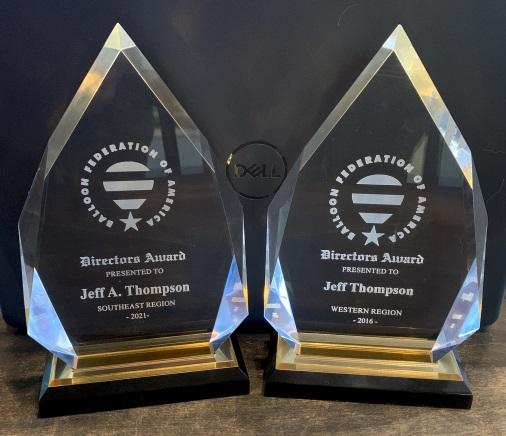 BALLOON FEDERATION OF AMERICA
Directors Award
PRESENTED TO
Jeff A. Thompson
SOUTHEAST REGION
- 2021-
DELL
BALLOON FEDERATION OF AMERICA
Directors Award
PRESENTED TO
Jeff Thompson
WESTERN REGION
- 2016 -